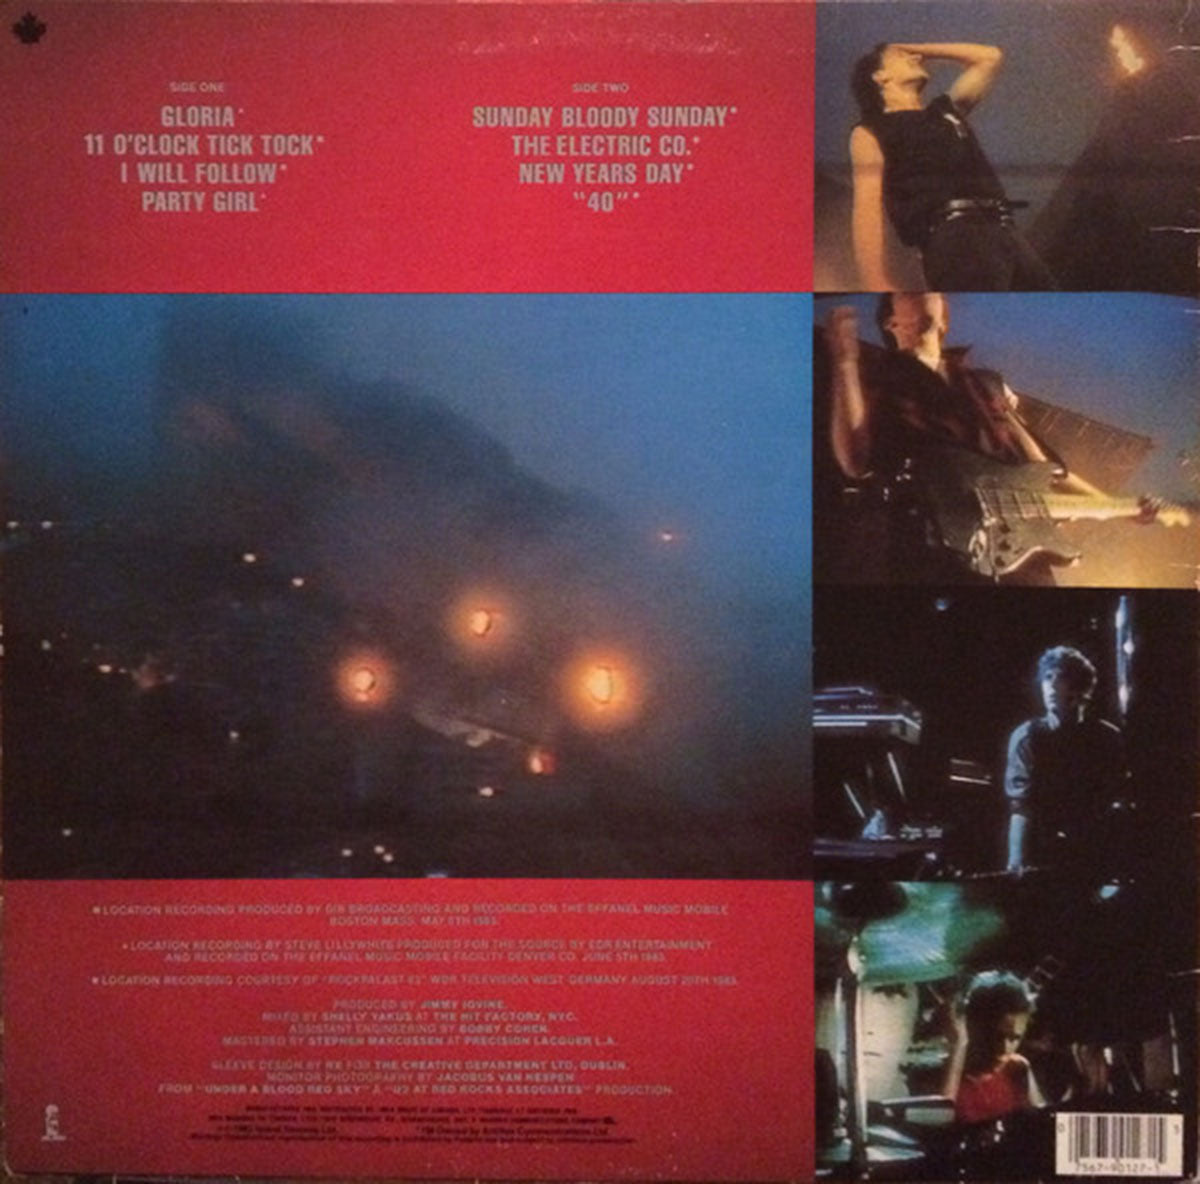 SIDE ONE
GLORIA*
11 O'CLOCK TICK TOCK*
I WILL FOLLOW*
PARTY GIRL*
SIDE TWO
SUNDAY BLOODY SUNDAY*
THE ELECTRIC CO.*
NEW YEARS DAY*
"40"*
LOCATION RECORDING PRODUCED BY BROADCASTING AND RECORDED ON THE EFFANEL MUSIC MOBILE
BOSTON MASS. MAY 1983.
LOCATION RECORDING BY STEVE LILLYWHITE PRODUCED FOR THE SOURCE BY ENTERTAINMENT
AND RECORDED ON THE EFFANEL MUSIC MOBILE FACILITY DENVER CO. JUNE 5TH 1983.
LOCATION RECORDING COURTESY OF "ROCKPALAST 83" WDR TELEVISION WEST GERMANY AUGUST 20TH 1983.
PRODUCED BY JIMMY IOVINE.
MIXED BY SHELLY YAKUS AT THE HIT FACTORY, NYC.
ASSISTANT ENGINEERING BY BOBBY COHEN.
MASTERED BY STEPHEN MARCUSSEN AT PRECISION LACQUER L.A.
SLEEVE DESIGN BY RX FOR THE CREATIVE DEPARTMENT LTD, DUBLIN.
MONITOR PHOTOGRAPHY BY JACOBUS VAN HESPEN
FROM "UNDER A BLOOD RED SKY" A "U2 AT RED ROCKS ASSOCIATES" PRODUCTION.
0
5
7567-90127-1